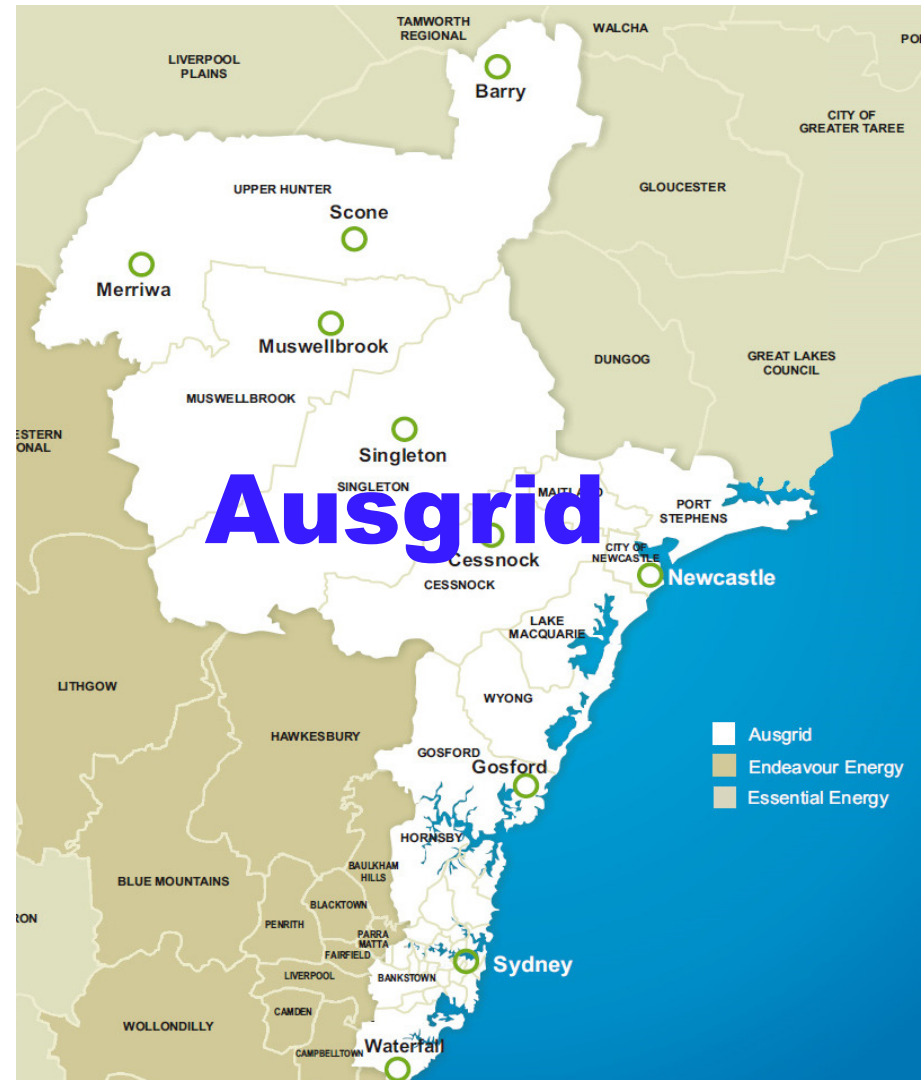 TAMWORTH
REGIONAL
WALCHA
LIVERPOOL
PLAINS
Barry
CITY OF
GREATER TAREE
UPPER HUNTER
GLOUCESTER
Scone
Merriwa
Muswellbrook
DUNGOG
GREAT LAKES
COUNCIL
MUSWELLBROOK
Singleton
SINGLETON
Ausgrid
MAITLAND
PORT
STEPHENS
CITY OF
NEWCASTLE
Cessnock
CESSNOCK
Newcastle
LAKE
MACQUARIE
LITHGOW
WYONG
HAWKESBURY
GOSFORD
Gosford
Ausgrid
Endeavour Energy
Essential Energy
HORNSBY
BAULKHAM
HILLS
BLUE MOUNTAINS
BLACKTOWN
PENRITH
PARRA
MATTA
FAIRFIELD
Sydney
LIVERPOOL
BANKSTOWN
CAMDEN
WOLLONDILLY
CAMPBELLTOWN
Waterfall